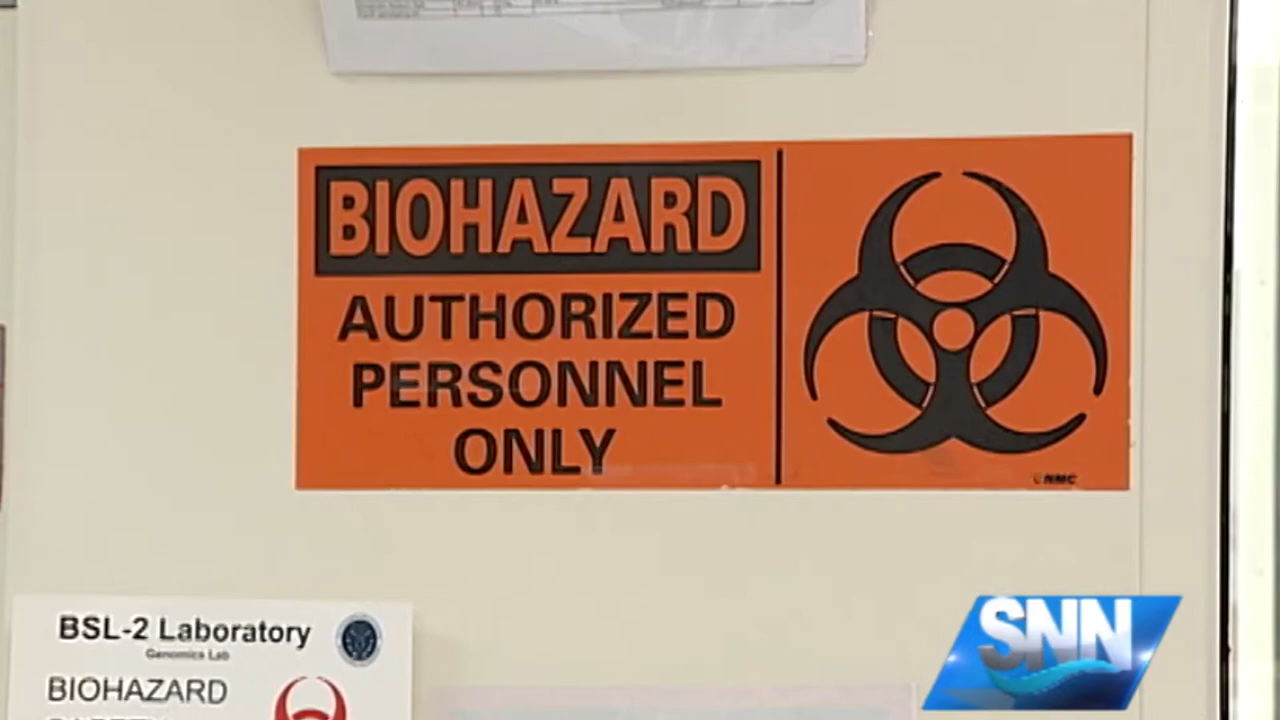 BIOHAZARD
AUTHORIZED
PERSONNEL
ONLY
NMC
BSL-2 Laboratory
Genomics Lab
BIOHAZARD
SNN